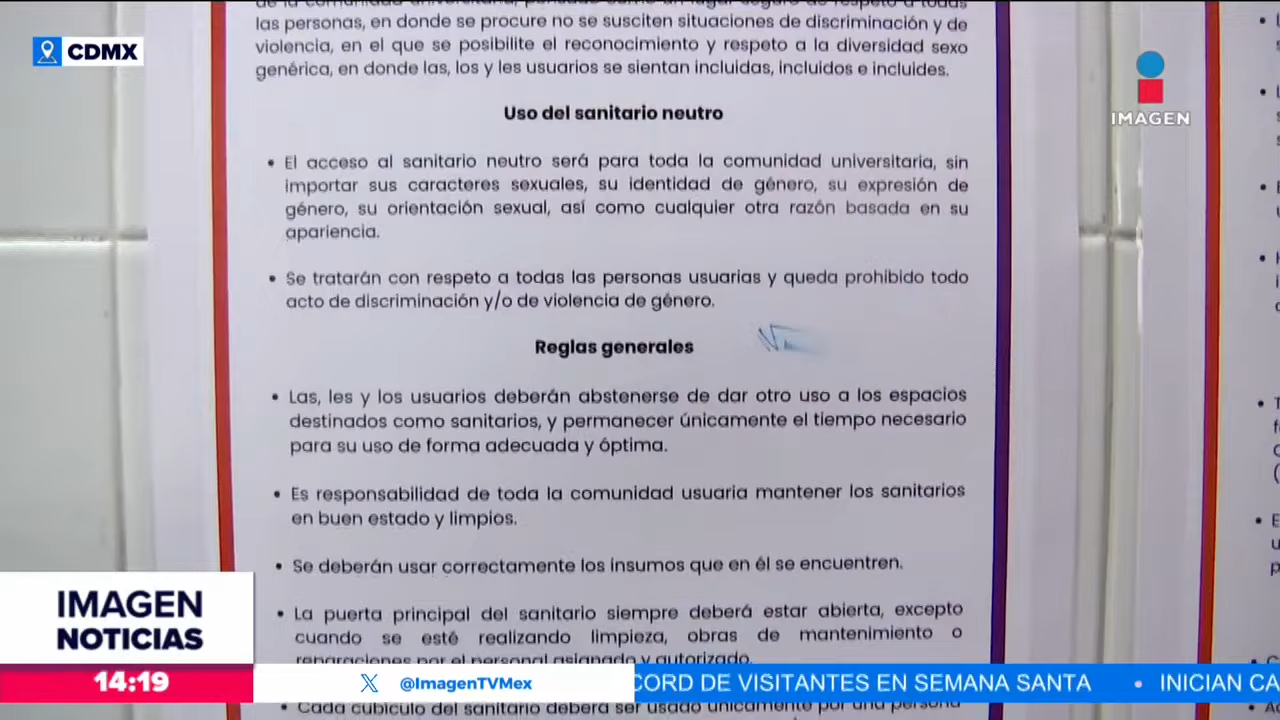 de la comunidad universitaria,
las personas, en donde se procure no se susciten situaciones de discriminación y de
violencia, en el que se posibilite el reconocimiento y respeto a la diversidad sexo
genérica, en donde las, los y les usuarios se sientan incluidas, incluidos e incluides.
CDMX
IMAGEN
Uso del sanitario neutro
• El acceso al sanitario neutro será para toda la comunidad universitaria, sin
importar sus caracteres sexuales, su identidad de género, su expresión de
género, su orientación sexual, así como cualquier otra razón basada en su
apariencia.
• Se tratarán con respeto a todas las personas usuarias y queda prohibido todo
acto de discriminación y/o de violencia de género.
Reglas generales
• Las, les y los usuarios deberán abstenerse de dar otro uso a los espacios
destinados como sanitarios, y permanecer únicamente el tiempo necesario
para su uso de forma adecuada y óptima.
• Es responsabilidad de toda la comunidad usuaria mantener los sanitarios
en buen estado y limpios.
• Se deberán usar correctamente los insumos que en él se encuentren.
• La puerta principal del sanitario siempre deberá estar abierta, excepto
cuando se esté realizando limpieza, obras de mantenimiento o
reparaciones por el personal asignado y autorizado.
• Cada cubículo del sanitario deberá ser usado únicamente por una persona
IMAGEN
NOTICIAS
14:19
@ImagenTVMex
CORD DE VISITANTES EN SEMANA SANTA • INICIAN CA